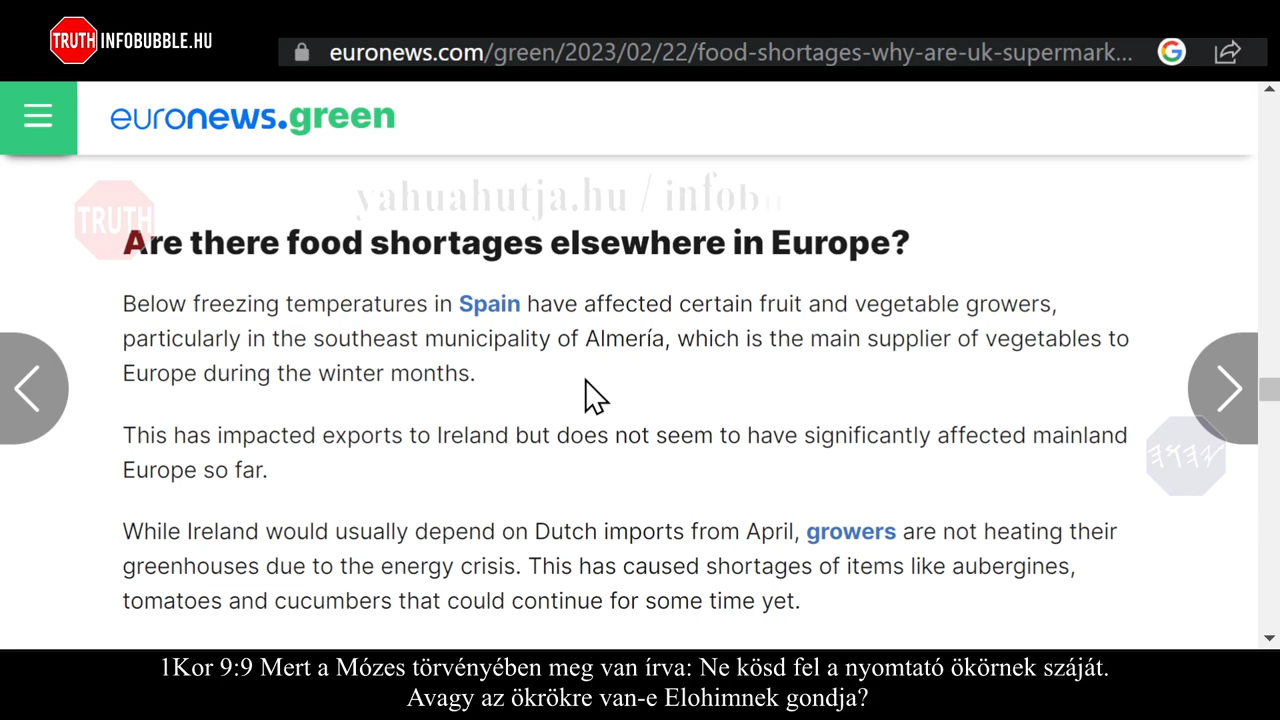 TRUTH INFOBUBBLE.HU
euronews.com/green/2023/02/22/food-shortages-why-are-uk-supermark...
euronews.green
yahuahutja.hu / infob
TRUTH
Are there food shortages elsewhere in Europe?
Below freezing temperatures in Spain have affected certain fruit and vegetable growers,
particularly in the southeast municipality of Almería, which is the main supplier of vegetables to
Europe during the winter months.
This has impacted exports to Ireland but does not seem to have significantly affected mainland
Europe so far.
𐤉𐤄𐤅𐤄
While Ireland would usually depend on Dutch imports from April, growers are not heating their
greenhouses due to the energy crisis. This has caused shortages of items like aubergines,
tomatoes and cucumbers that could continue for some time yet.
1Kor 9:9 Mert a Mózes törvényében meg van írva: Ne kösd fel a nyomtató ökörnek száját.
Avagy az ökrökre van-e Elohimnek gondja?